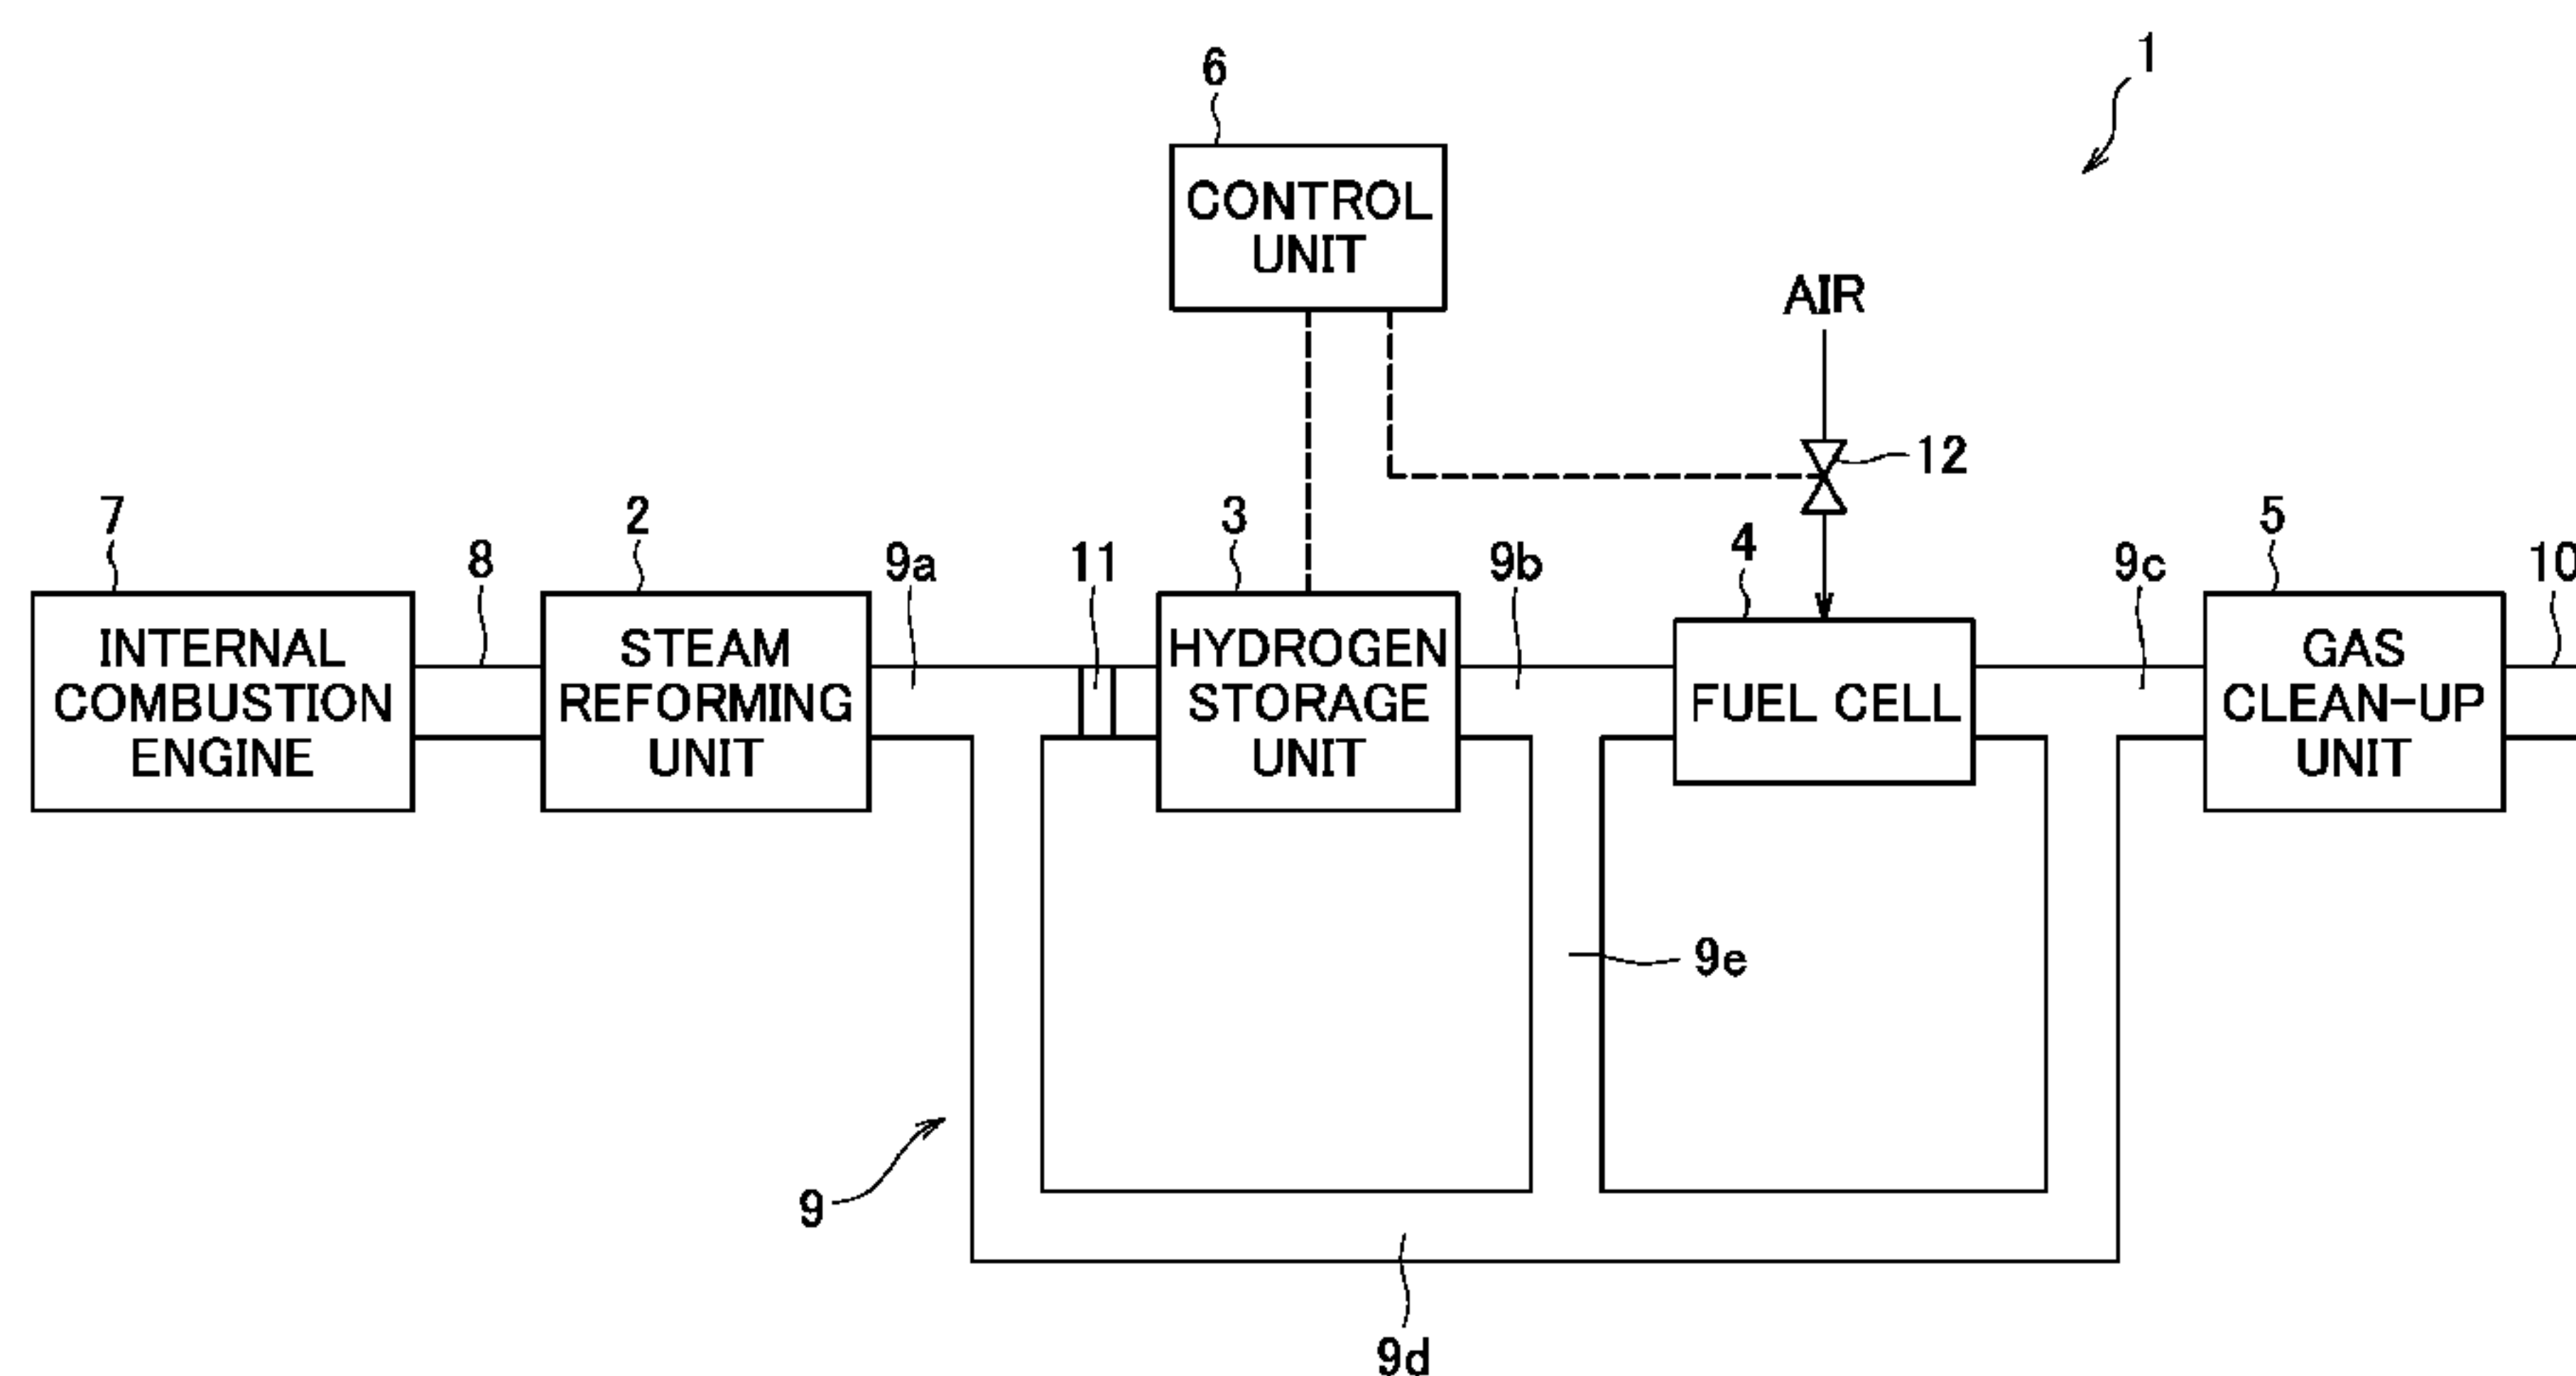 1
6
CONTROL
UNIT
AIR
12
7
8
2
9a
11
3
9b
4
9c
5
10
INTERNAL
COMBUSTION
ENGINE
STEAM
REFORMING
UNIT
HYDROGEN
STORAGE
UNIT
FUEL CELL
GAS
CLEAN-UP
UNIT
9e
9
9d